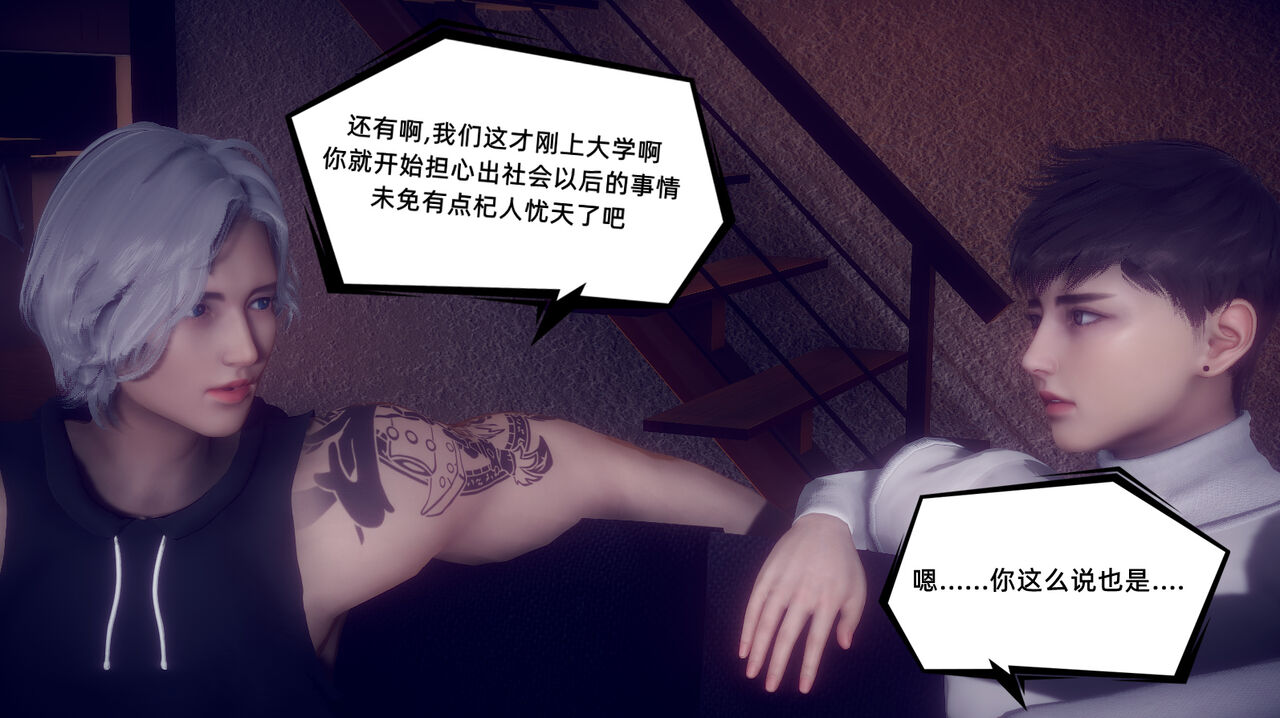 还有啊,我们这才刚上大学啊
你就开始担心出社会以后的事情
未免有点杞人忧天了吧
嗯......你这么说也是....